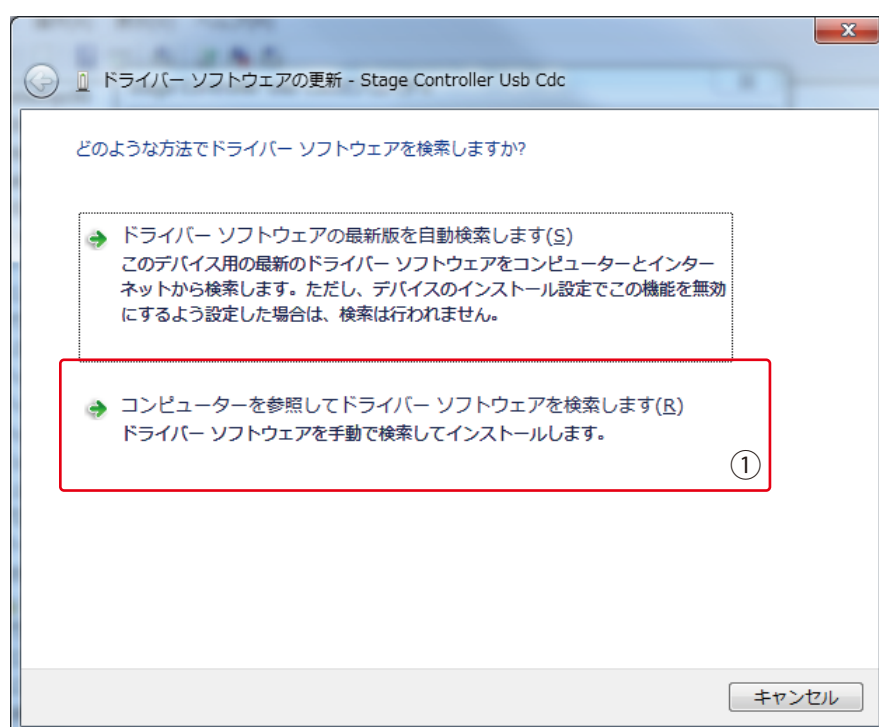 ドライバー ソフトウェアの更新 - Stage Controller Usb Cdc
どのような方法でドライバー ソフトウェアを検索しますか?
ドライバー ソフトウェアの最新版を自動検索します(S)
このデバイス用の最新のドライバー ソフトウェアをコンピューターとインター
ネットから検索します。ただし、デバイスのインストール設定でこの機能を無効
にするよう設定した場合は、検索は行われません。
コンピューターを参照してドライバー ソフトウェアを検索します(R)
ドライバー ソフトウェアを手動で検索してインストールします。
①
キャンセル